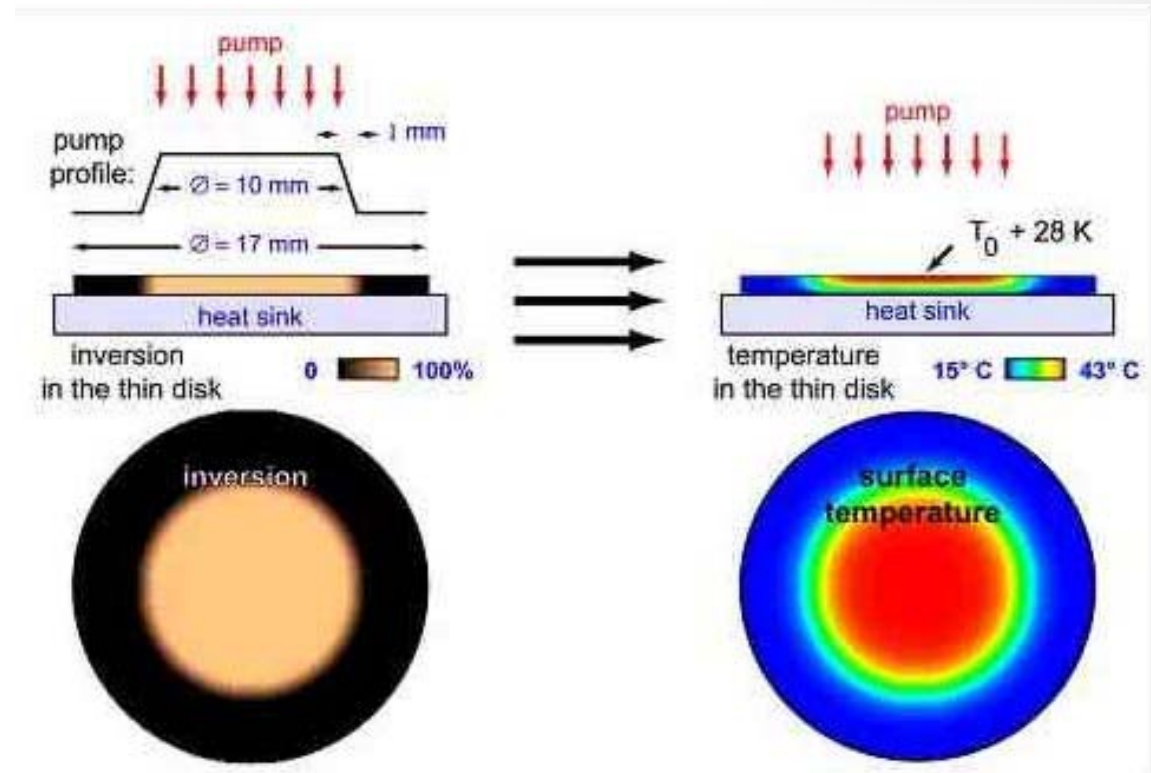 pump
1 mm
pump
profile:
∅ = 10 mm
∅ = 17 mm
heat sink
inversion
in the thin disk
0
100%
inversion
pump
T0 + 28 K
heat sink
temperature
in the thin disk
15° C
43° C
surface
temperature